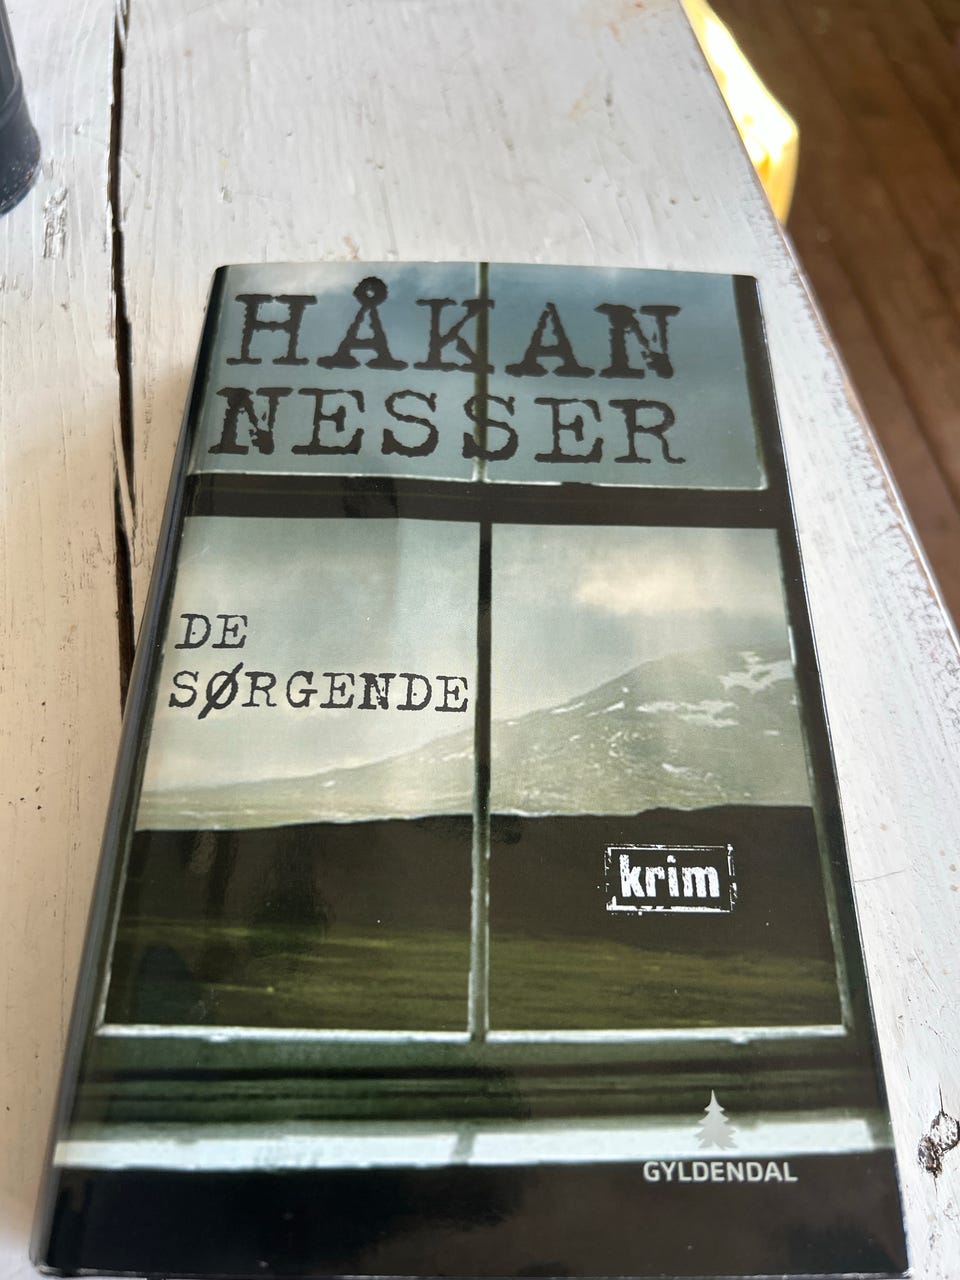 HÅKAN
NESSER
DE
SØRGENDE
krim
GYLDENDAL